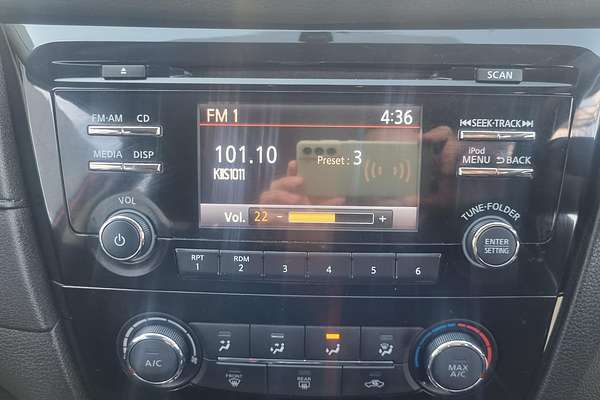 SCAN
FM·AM CD
MEDIA DISP
VOL
FM 1 4:36
101.10
KIIS1011
Preset : 3
Vol. 22 - +
SEEK·TRACK
iPod
MENU BACK
TUNE·FOLDER
ENTER
SETTING
RPT
1
RDM
2
3
4
5
6
A/C
FRONT
REAR
MAX
A/C